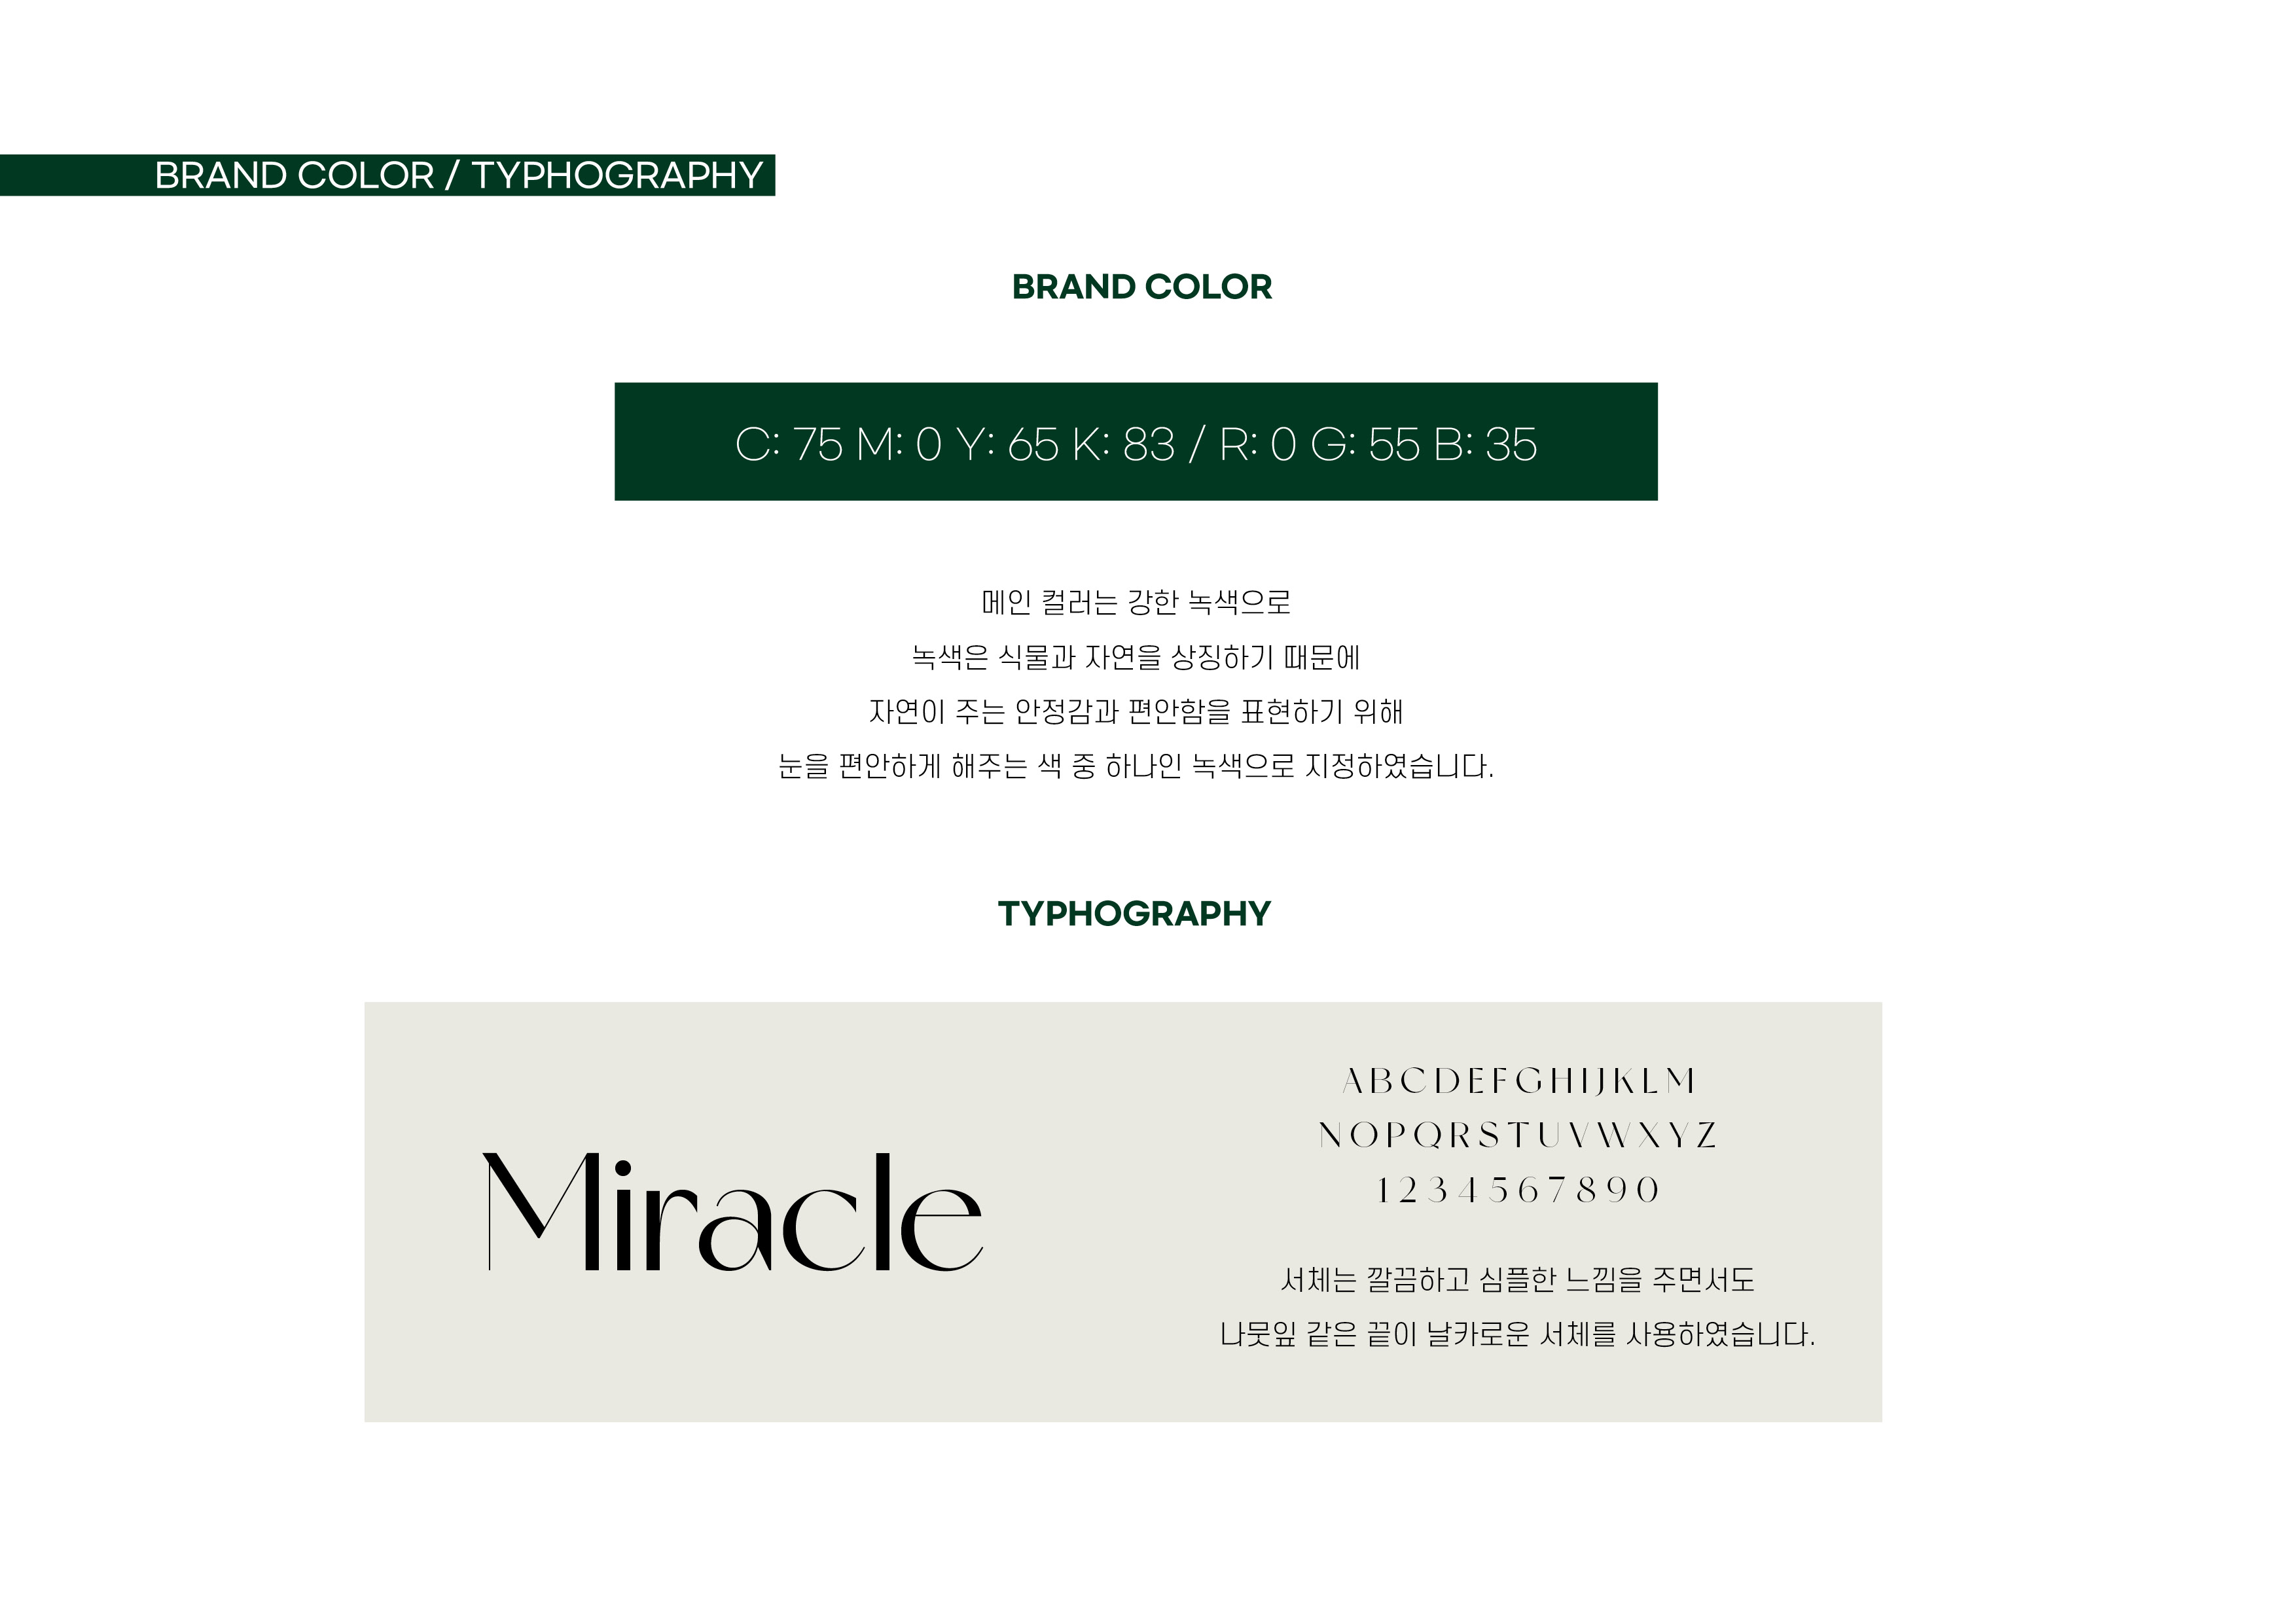 BRAND COLOR / TYPHOGRAPHY
BRAND COLOR
C: 75 M: 0 Y: 65 K: 83 / R: 0 G: 55 B: 35
메인 컬러는 강한 녹색으로
녹색은 식물과 자연을 상징하기 때문에
자연이 주는 안정감과 편안함을 표현하기 위해
눈을 편안하게 해주는 색 중 하나인 녹색으로 지정하였습니다.
TYPHOGRAPHY
Miracle
ABCDEFGHIJKLM
NOPQRSTUVWXYZ
1234567890
서체는 깔끔하고 심플한 느낌을 주면서도
나뭇잎 같은 끝이 날카로운 서체를 사용하였습니다.